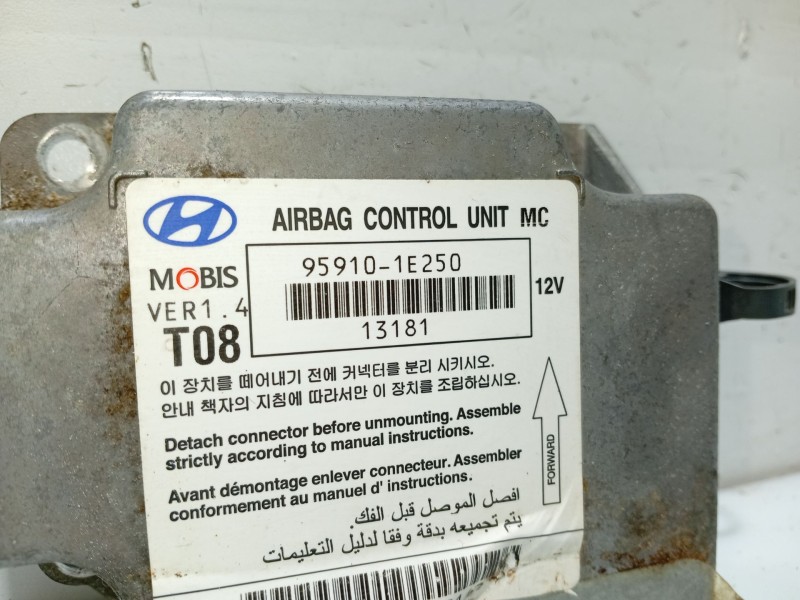 AIRBAG CONTROL UNIT MC
MOBIS
95910-1E250
12V
VER1.4
13181
T08
이 장치를 떼어내기 전에 커넥터를 분리 시키시오.
안내 책자의 지침에 따라서만 이 장치를 조립하십시오.
Detach connector before unmounting. Assemble
strictly according to manual instructions.
FORWARD
Avant démontage enlever connecteur. Assembler
conformement au manuel d' instructions.
افصل الموصل قبل الفك.
يتم تجميعه بدقة وفقا لدليل التعليمات